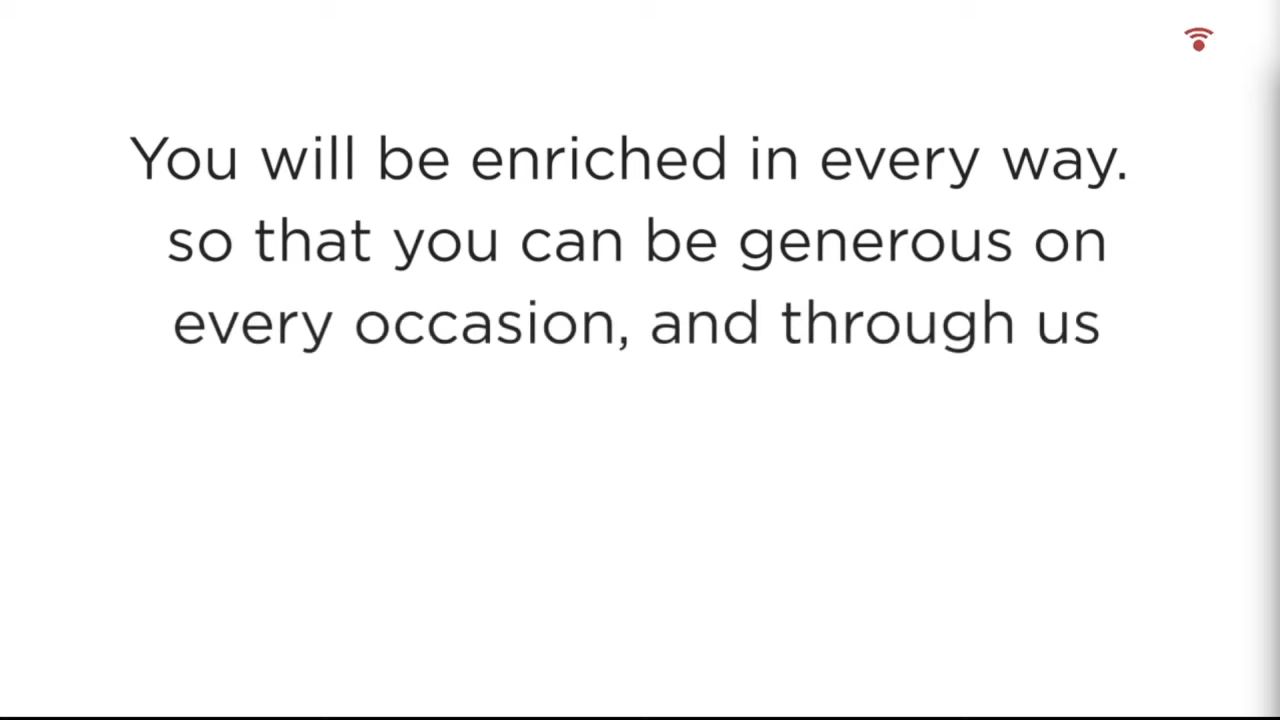 You will be enriched in every way.
so that you can be generous on
every occasion, and through us